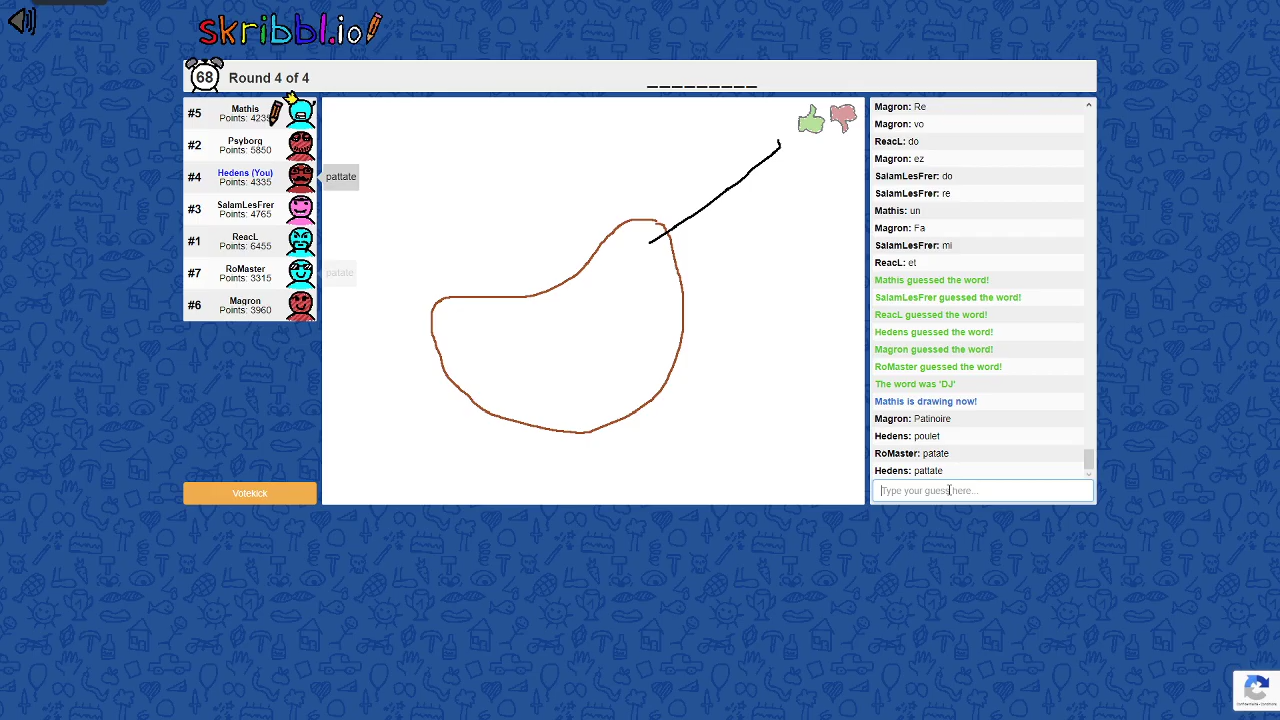 skribbl.io
68
Round 4 of 4
_________
#5
Mathis
Points: 4235
#2
Psyborg
Points: 5850
#4
Hedens (You)
Points: 4335
pattate
#3
SalamLesFrer
Points: 4765
#1
ReacL
Points: 6455
#7
RoMaster
Points: 3315
patate
#6
Magron
Points: 3960
Votekick
Magron: Re
Magron: vo
ReacL: do
Magron: ez
SalamLesFrer: do
SalamLesFrer: re
Mathis: un
Magron: Fa
SalamLesFrer: mi
ReacL: et
Mathis guessed the word!
SalamLesFrer guessed the word!
ReacL guessed the word!
Hedens guessed the word!
Magron guessed the word!
RoMaster guessed the word!
The word was 'DJ'
Mathis is drawing now!
Magron: Patinoire
Hedens: poulet
RoMaster: patate
Hedens: pattate
Type your guess here...